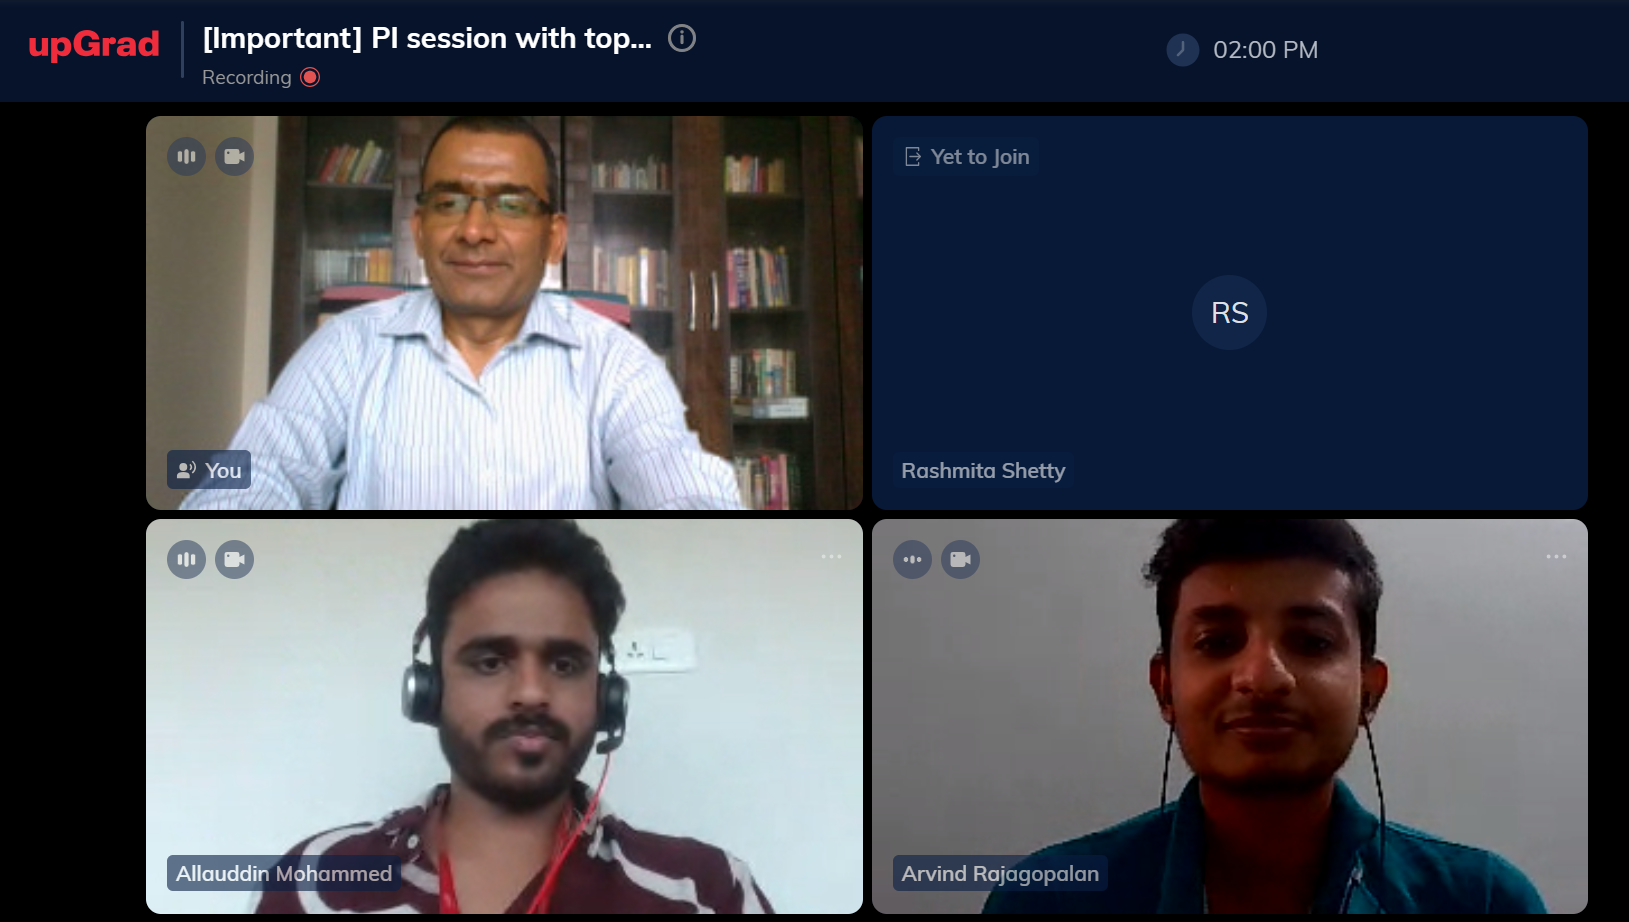 upGrad
[Important] PI session with top...
Recording
02:00 PM
Yet to Join
RS
You
Rashmita Shetty
Allauddin Mohammed
Arvind Rajagopalan